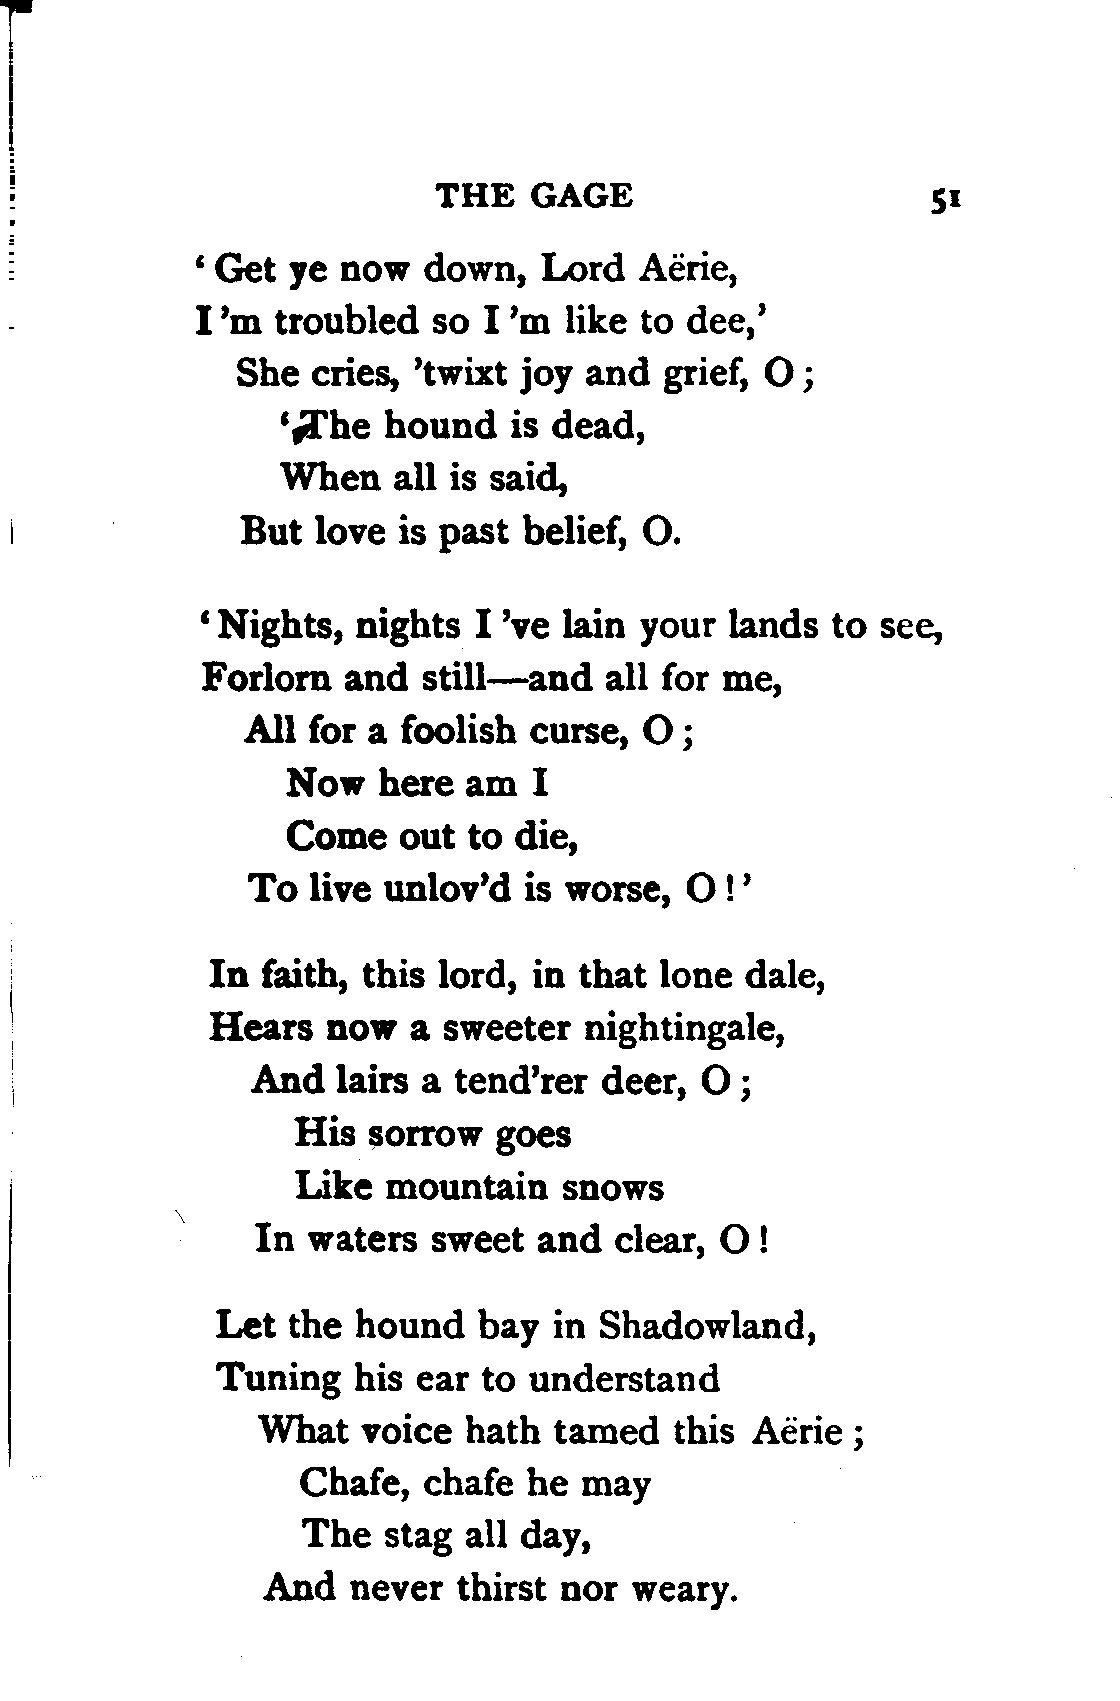 THE GAGE 51
‘ Get ye now down, Lord Aërie,
I ’m troubled so I ’m like to dee,’
She cries, ’twixt joy and grief, O ;
‘ The hound is dead,
When all is said,
But love is past belief, O.
‘ Nights, nights I ’ve lain your lands to see,
Forlorn and still—and all for me,
All for a foolish curse, O ;
Now here am I
Come out to die,
To live unlov’d is worse, O ! ’
In faith, this lord, in that lone dale,
Hears now a sweeter nightingale,
And lairs a tend’rer deer, O ;
His sorrow goes
Like mountain snows
In waters sweet and clear, O !
Let the hound bay in Shadowland,
Tuning his ear to understand
What voice hath tamed this Aërie ;
Chafe, chafe he may
The stag all day,
And never thirst nor weary.